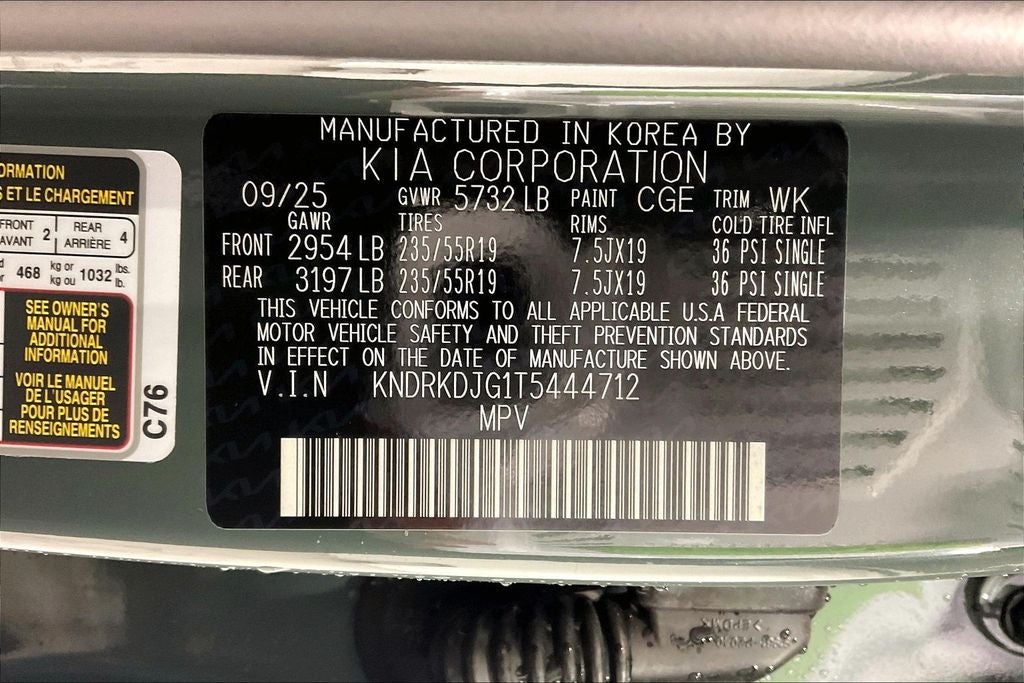 MANUFACTURED IN KOREA BY
KIA CORPORATION
09/25 GVWR 5732 LB PAINT CGE TRIM WK
GAWR TIRES RIMS COLD TIRE INFL
FRONT 2954 LB 235/55R19 7.5JX19 36 PSI SINGLE
REAR 3197 LB 235/55R19 7.5JX19 36 PSI SINGLE
THIS VEHICLE CONFORMS TO ALL APPLICABLE U.S.A FEDERAL
MOTOR VEHICLE SAFETY AND THEFT PREVENTION STANDARDS
IN EFFECT ON THE DATE OF MANUFACTURE SHOWN ABOVE.
V.I.N KNDRKDJG1T5444712
MPV
ET LE CHARGEMENT
FRONT 2 REAR 4
AVANT ARRIÈRE
468 kg or 1032 lbs.
kg ou lb.
SEE OWNER'S
MANUAL FOR
ADDITIONAL
INFORMATION
VOIR LE MANUEL
DE L'USAGER
POUR PLUS DE
RENSEIGNEMENTS
C76